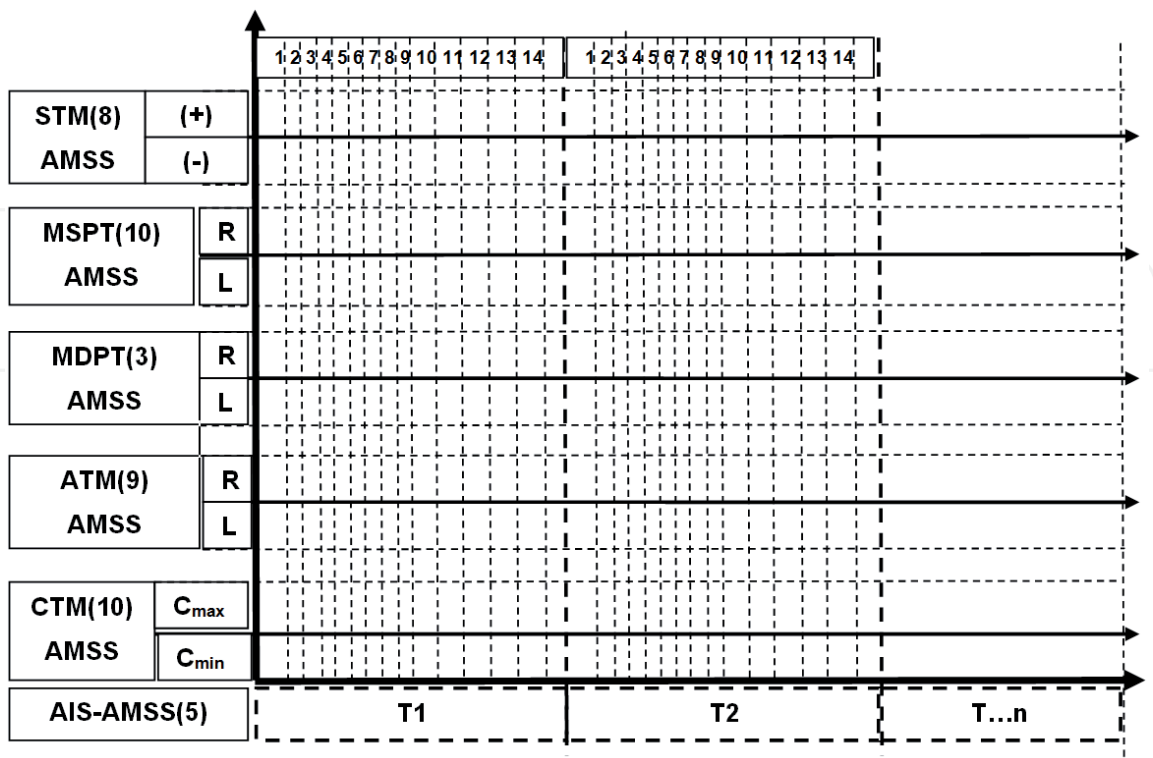 1 2 3 4 5 6 7 8 9 10 11 12 13 14 1 2 3 4 5 6 7 8 9 10 11 12 13 14
STM(8) (+)
AMSS (-)
MSPT(10) R
AMSS L
MDPT(3) R
AMSS L
ATM(9) R
AMSS L
CTM(10) Cmax
AMSS Cmin
AIS-AMSS(5) T1 T2 T...n